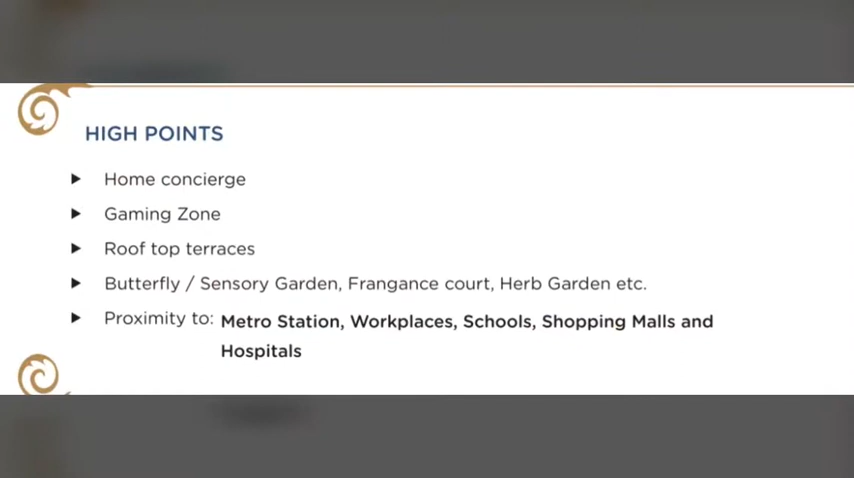 HIGH POINTS
Home concierge
Gaming Zone
Roof top terraces
Butterfly / Sensory Garden, Frangance court, Herb Garden etc.
Proximity to: Metro Station, Workplaces, Schools, Shopping Malls and
Hospitals